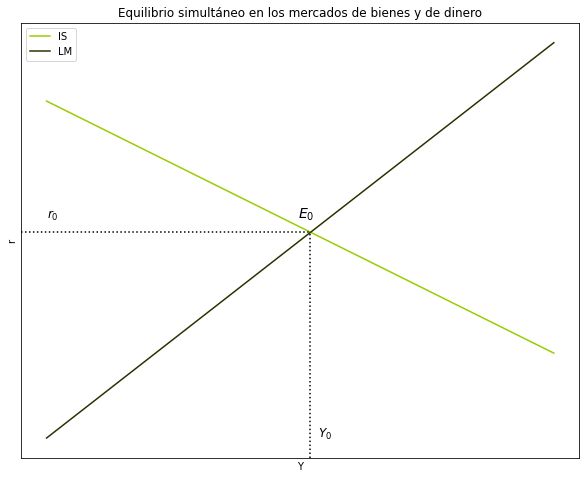 Equilibrio simultáneo en los mercados de bienes y de dinero
IS
LM
r₀
E₀
r
Y₀
Y